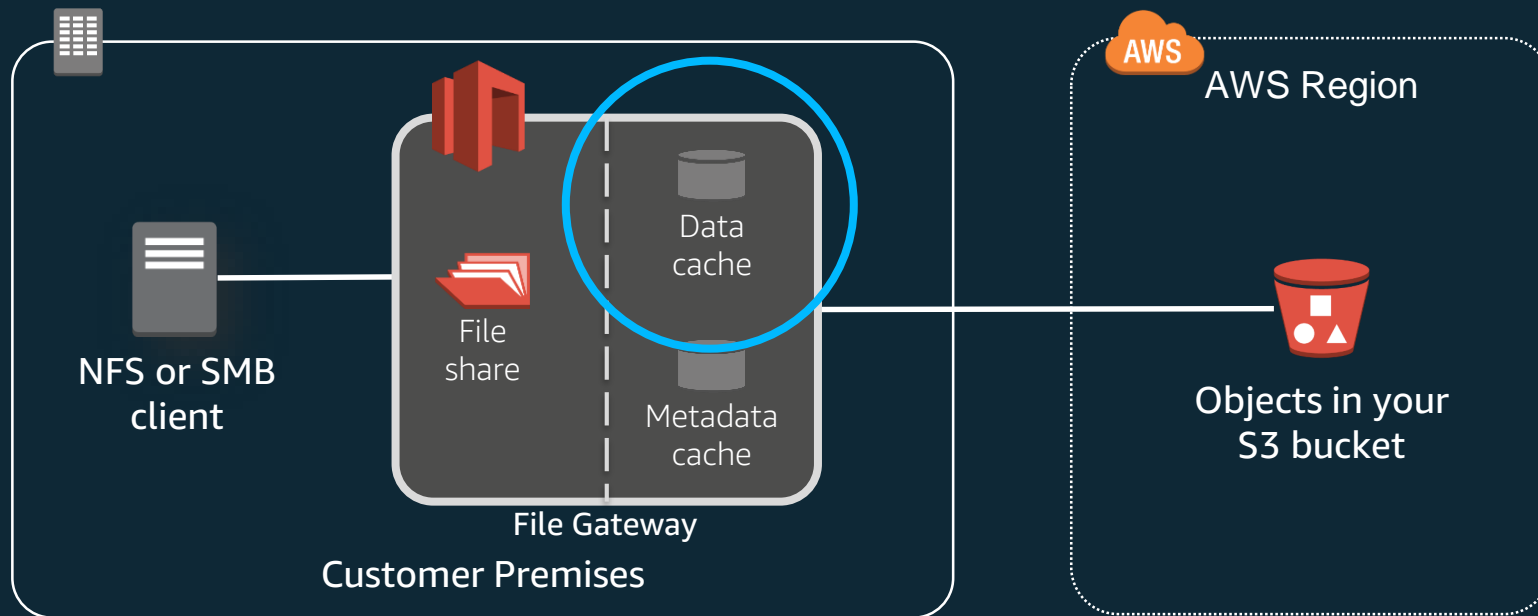 AWS
AWS Region
Data
cache
File
share
NFS or SMB
client
Metadata
cache
Objects in your
S3 bucket
File Gateway
Customer Premises